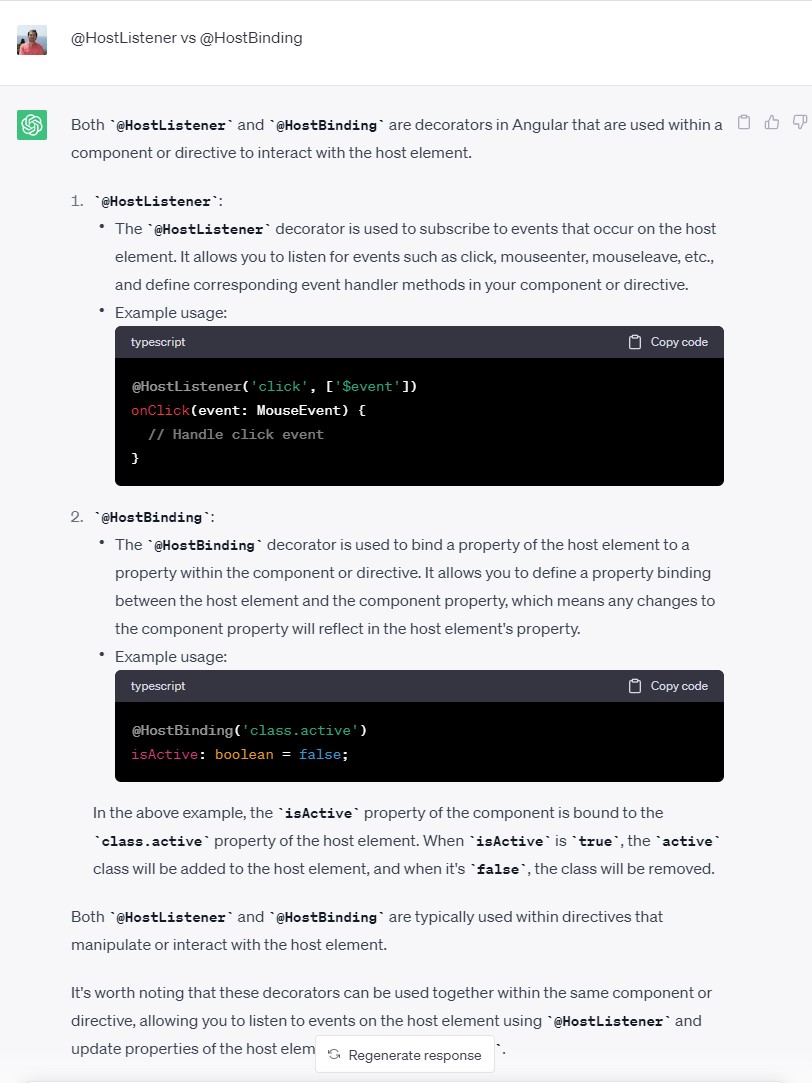 @HostListener vs @HostBinding
Both `@HostListener` and `@HostBinding` are decorators in Angular that are used within a
component or directive to interact with the host element.
1. `@HostListener`:
• The `@HostListener` decorator is used to subscribe to events that occur on the host
element. It allows you to listen for events such as click, mouseenter, mouseleave, etc.,
and define corresponding event handler methods in your component or directive.
• Example usage:
typescript Copy code
@HostListener('click', ['$event'])
onClick(event: MouseEvent) {
// Handle click event
}
2. `@HostBinding`:
• The `@HostBinding` decorator is used to bind a property of the host element to a
property within the component or directive. It allows you to define a property binding
between the host element and the component property, which means any changes to
the component property will reflect in the host element's property.
• Example usage:
typescript Copy code
@HostBinding('class.active')
isActive: boolean = false;
In the above example, the `isActive` property of the component is bound to the
`class.active` property of the host element. When `isActive` is `true`, the `active`
class will be added to the host element, and when it's `false`, the class will be removed.
Both `@HostListener` and `@HostBinding` are typically used within directives that
manipulate or interact with the host element.
It's worth noting that these decorators can be used together within the same component or
directive, allowing you to listen to events on the host element using `@HostListener` and
update properties of the host elem
Regenerate response
`.